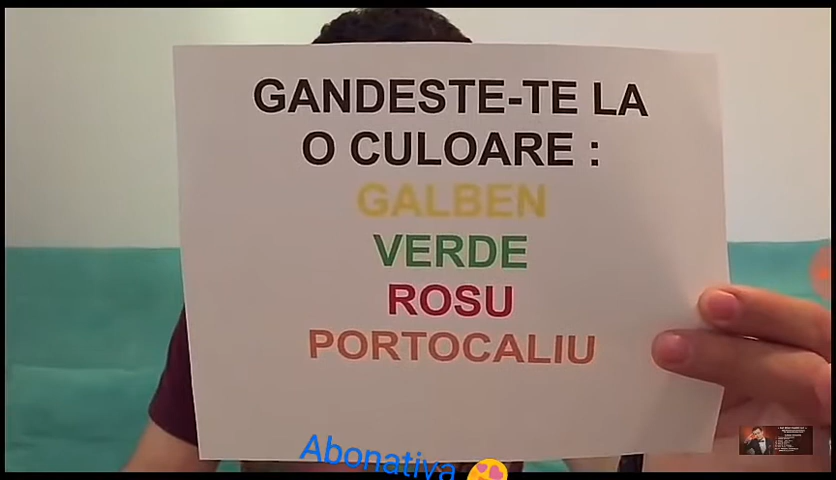 GANDESTE-TE LA
O CULOARE :
GALBEN
VERDE
ROSU
PORTOCALIU
Abonativa 😍